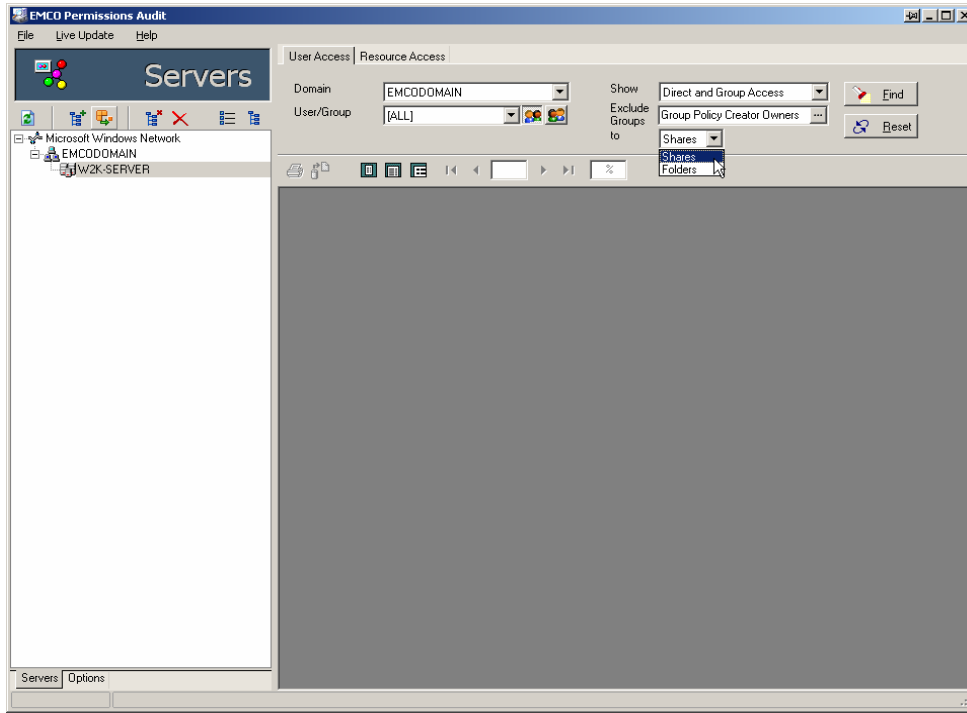 EMCO Permissions Audit
File Live Update Help
Servers
Microsoft Windows Network
EMCODOMAIN
W2K-SERVER
Servers Options
User Access Resource Access
Domain EMCODOMAIN
User/Group [ALL]
Show Direct and Group Access
Exclude Groups Group Policy Creator Owners ...
to Shares
Shares
Folders
Find
Reset
%